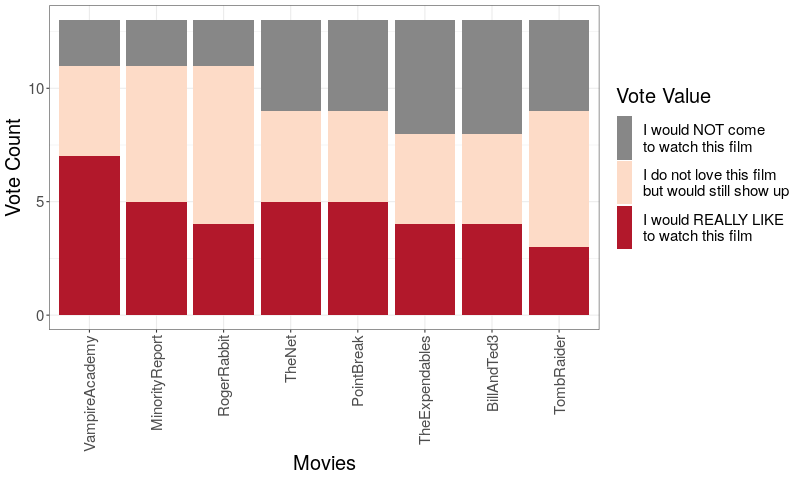 Vote Count
10
5
0
VampireAcademy
MinorityReport
RogerRabbit
TheNet
PointBreak
TheExpendables
BillAndTed3
TombRaider
Movies
Vote Value
I would NOT come
to watch this film
I do not love this film
but would still show up
I would REALLY LIKE
to watch this film